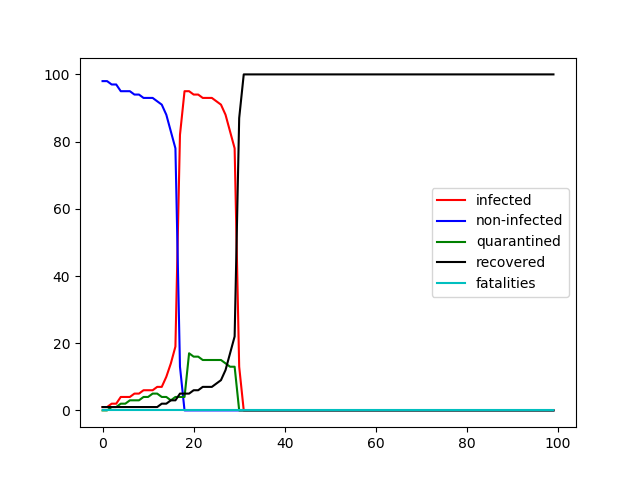 100
80
60
40
20
0
infected
non-infected
quarantined
recovered
fatalities
0 20 40 60 80 100